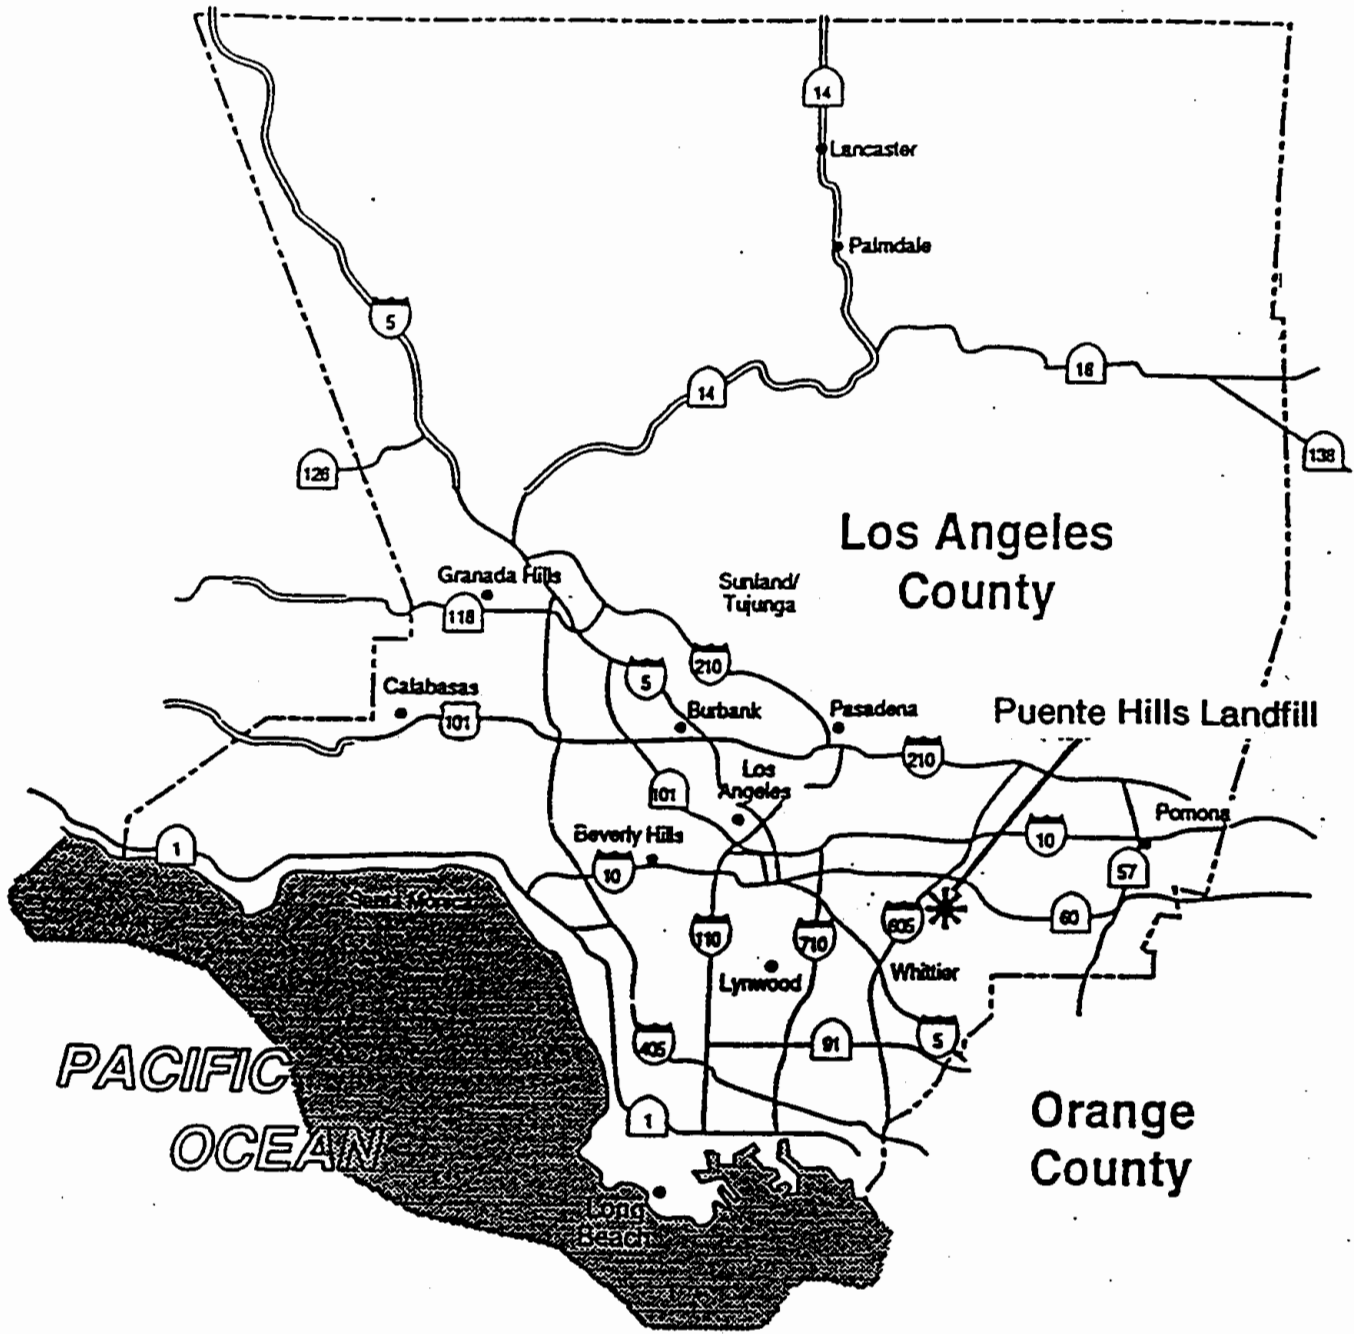 14
Lancaster
Palmdale
5
14
18
138
126
Los Angeles
County
Granada Hills
Sunland/
Tujunga
118
210
5
Calabasas
101
Burbank
Pasadena
Puente Hills Landfill
210
Los
Angeles
101
Pomona
Beverly Hills
10
1
10
57
Santa Monica
60
605
110
710
Whittier
Lynwood
405
91
5
PACIFIC
OCEAN
1
Orange
County
Long
Beach